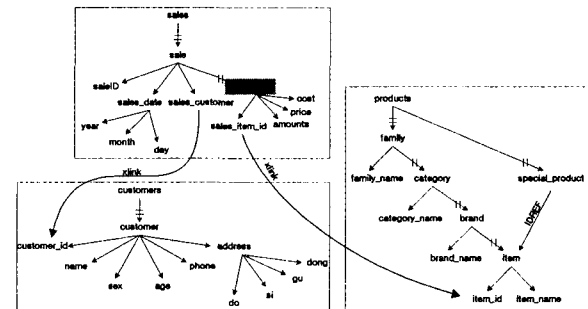 sales
sale
saleID
sales_date
sales_customer
cost
price
amounts
sales_item_id
year
month
day
xlink
xlink
customers
customer
customer_id
name
sex
age
phone
address
do
si
gu
dong
products
family
family_name
category
special_product
category_name
brand
IDREF
brand_name
item
item_id
item_name